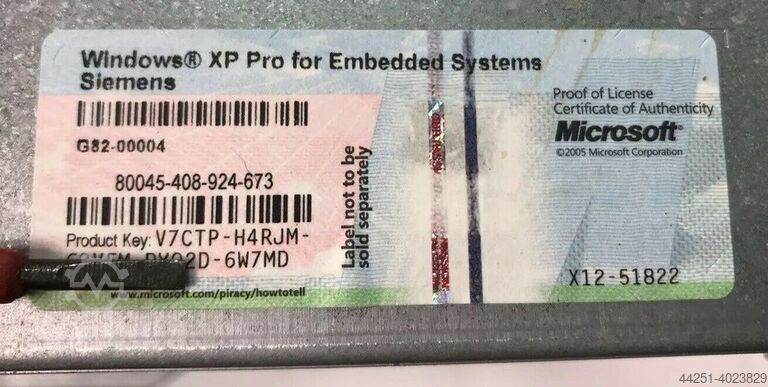 Windows® XP Pro for Embedded Systems
Siemens
G82-00004
80045-408-924-673
Product Key: V7CTP-H4RJM-
-6W7MD
www.microsoft.com/piracy/howtotell
Label not to be
sold separately
Proof of License
Certificate of Authenticity
Microsoft®
©2005 Microsoft Corporation
X12-51822
44251-4023829